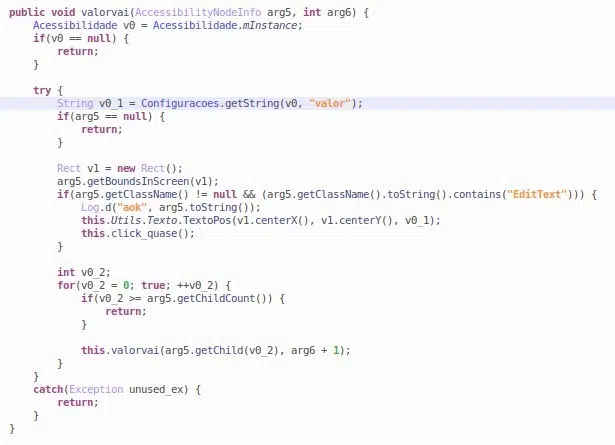 public void valorvai(AccessibilityNodeInfo arg5, int arg6) {
    Acessibilidade v0 = Acessibilidade.mInstance;
    if(v0 == null) {
        return;
    }

    try {
        String v0_1 = Configuracoes.getString(v0, "valor");
        if(arg5 == null) {
            return;
        }

        Rect v1 = new Rect();
        arg5.getBoundsInScreen(v1);
        if(arg5.getClassName() != null && (arg5.getClassName().toString().contains("EditText"))) {
            Log.d("aok", arg5.toString());
            this.Utils.Texto.TextoPos(v1.centerX(), v1.centerY(), v0_1);
            this.click_quase();
        }

        int v0_2;
        for(v0_2 = 0; true; ++v0_2) {
            if(v0_2 >= arg5.getChildCount()) {
                return;
            }

            this.valorvai(arg5.getChild(v0_2), arg6 + 1);
        }
    }
    catch(Exception unused_ex) {
        return;
    }
}